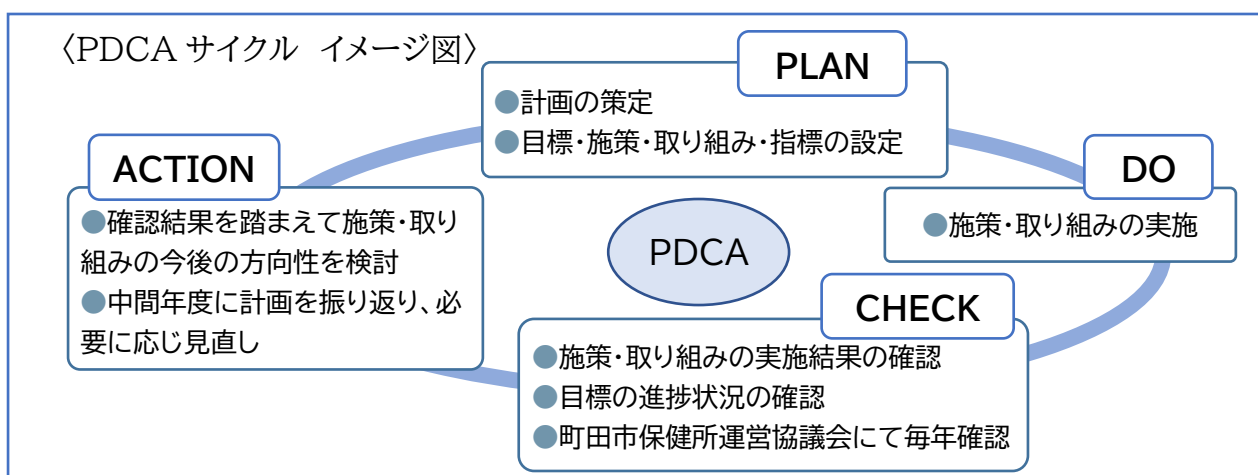 〈PDCA サイクル イメージ図〉
PLAN
●計画の策定
●目標・施策・取り組み・指標の設定
DO
●施策・取り組みの実施
CHECK
●施策・取り組みの実施結果の確認
●目標の進捗状況の確認
●町田市保健所運営協議会にて毎年確認
ACTION
●確認結果を踏まえて施策・取り
組みの今後の方向性を検討
●中間年度に計画を振り返り、必
要に応じ見直し
PDCA